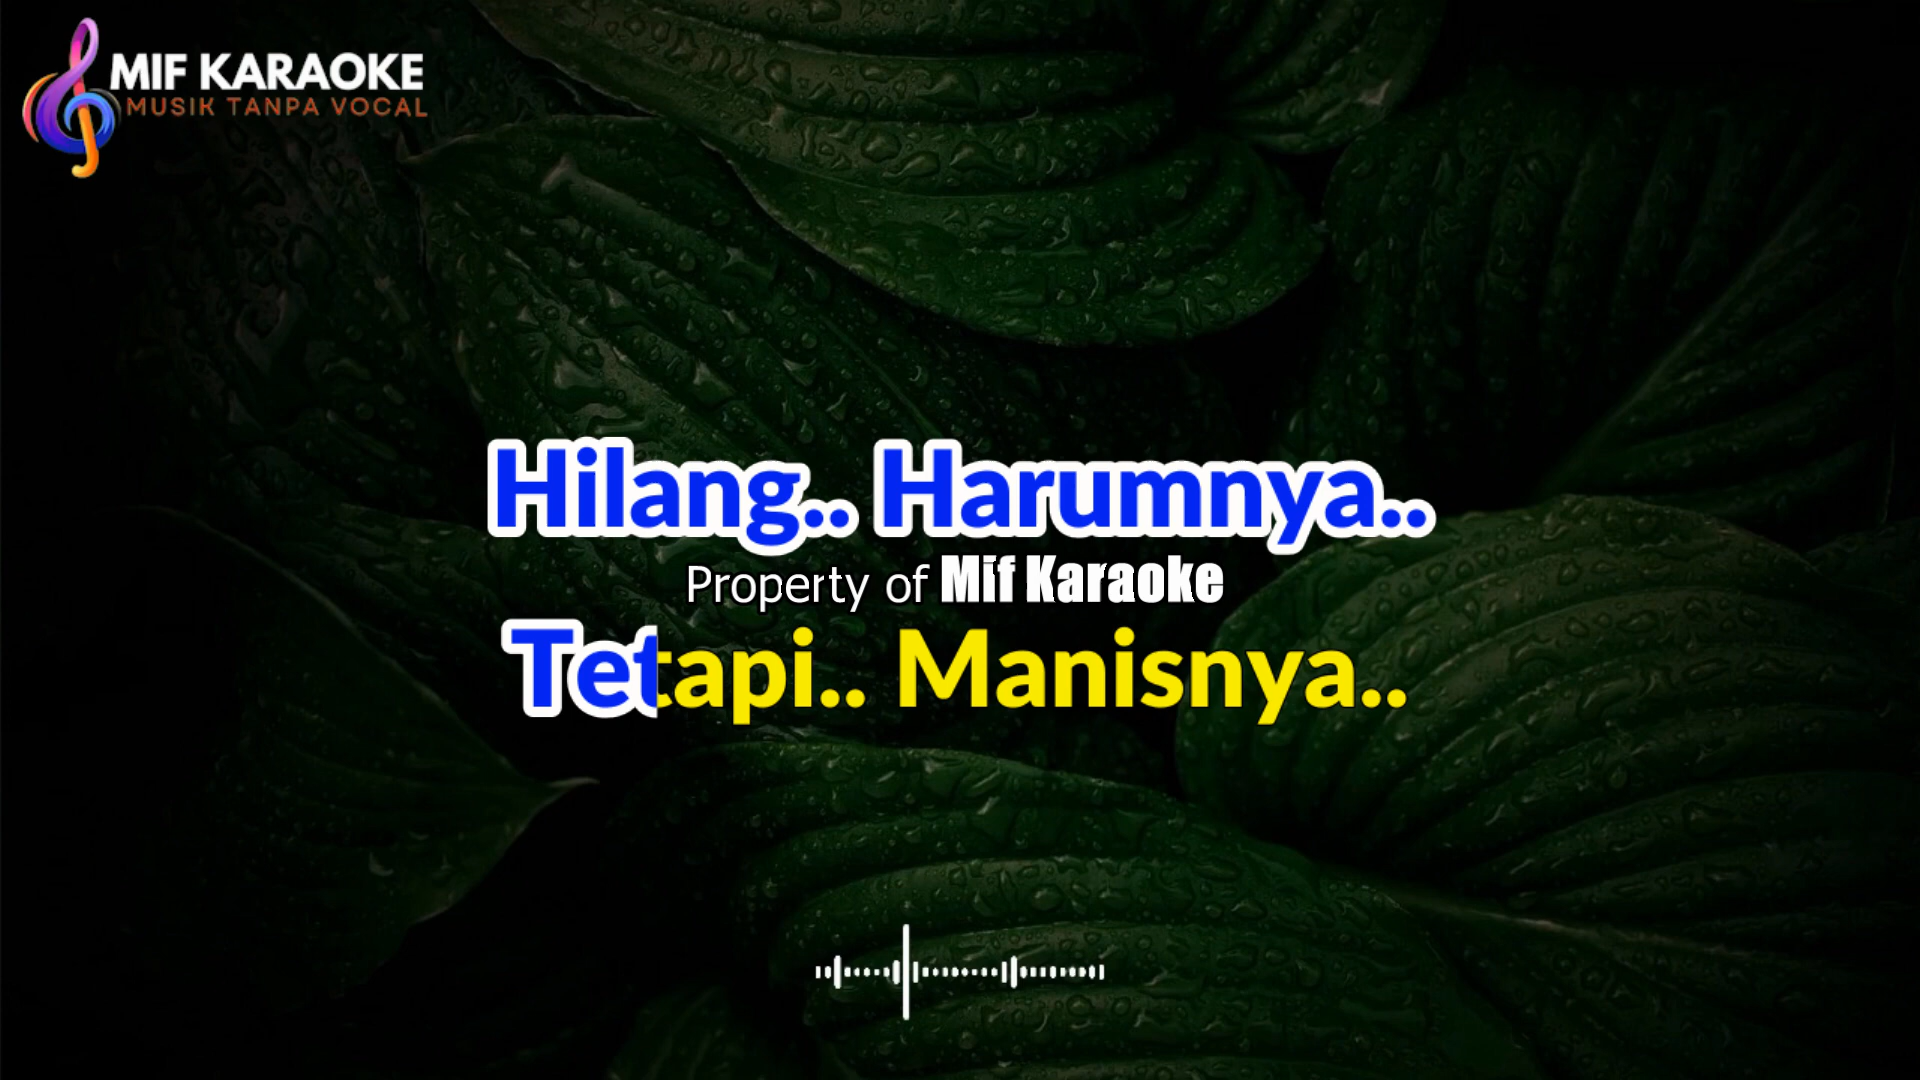 MIF KARAOKE
MUSIK TANPA VOCAL
Hilang.. Harumnya..
Property of Mif Karaoke
Tetapi.. Manisnya..